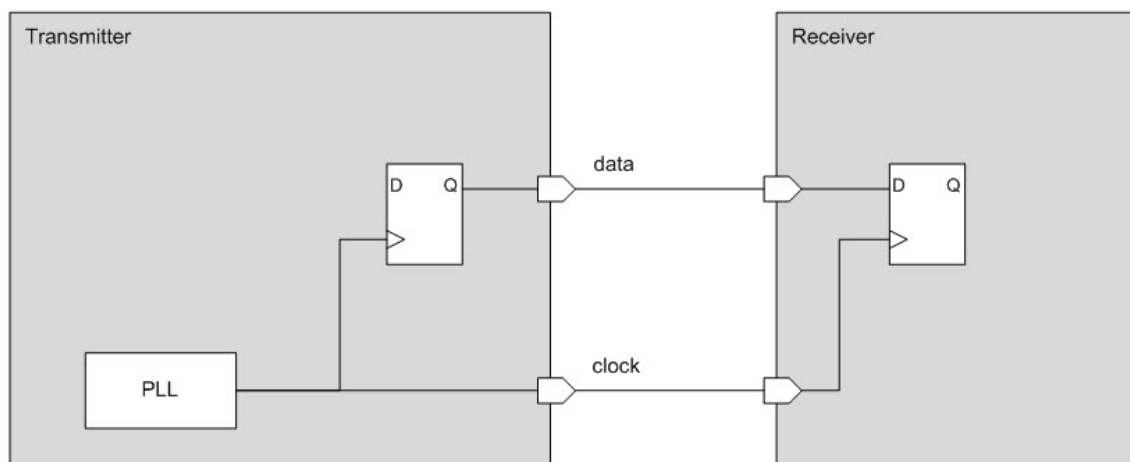 Transmitter
Receiver
data
D Q
D Q
clock
PLL